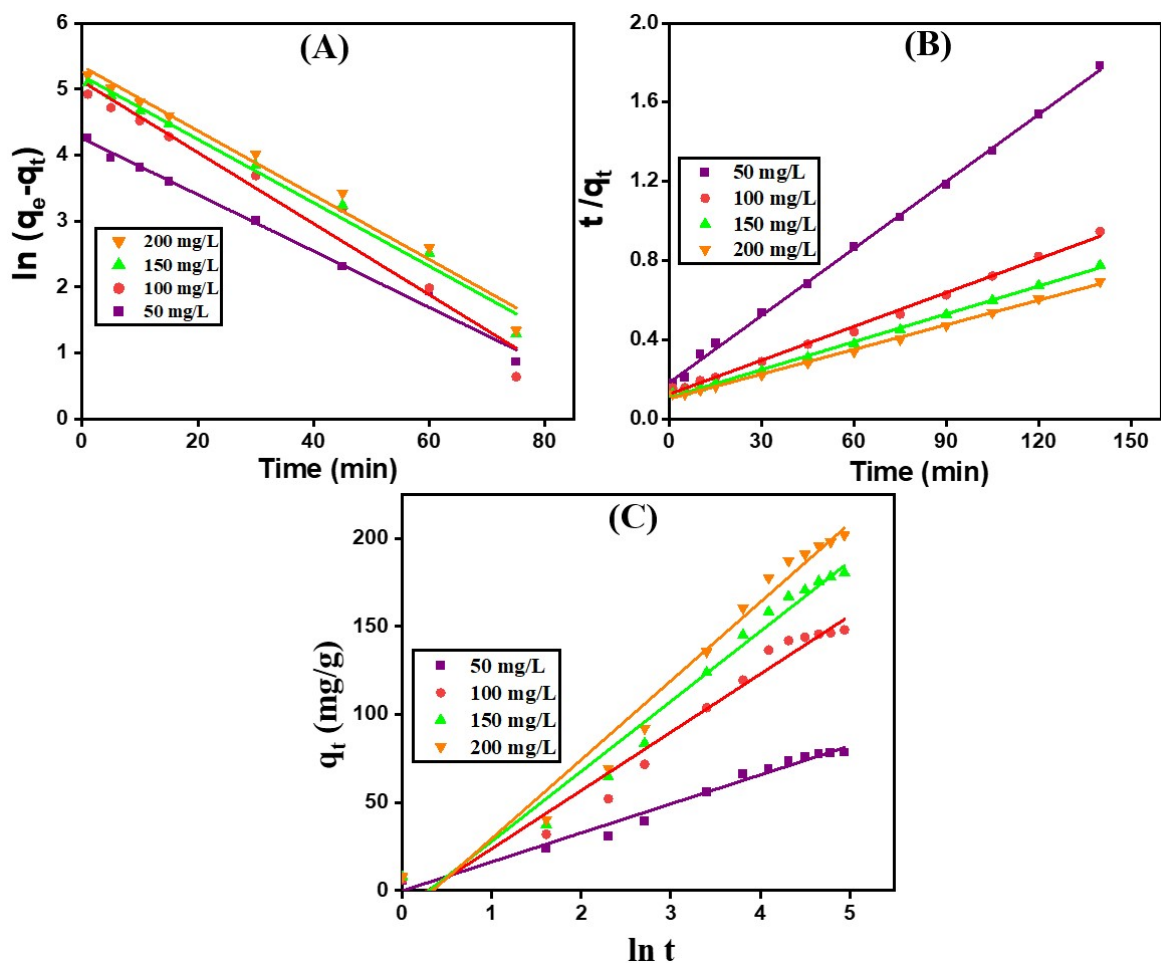 (A)
6
5
4
3
2
1
0
ln (qₑ-qₜ)
200 mg/L
150 mg/L
100 mg/L
50 mg/L
0 20 40 60 80
Time (min)
(B)
2.0
1.6
1.2
0.8
0.4
0.0
t /qₜ
50 mg/L
100 mg/L
150 mg/L
200 mg/L
0 30 60 90 120 150
Time (min)
(C)
200
150
100
50
0
qₜ (mg/g)
50 mg/L
100 mg/L
150 mg/L
200 mg/L
0 1 2 3 4 5
ln t